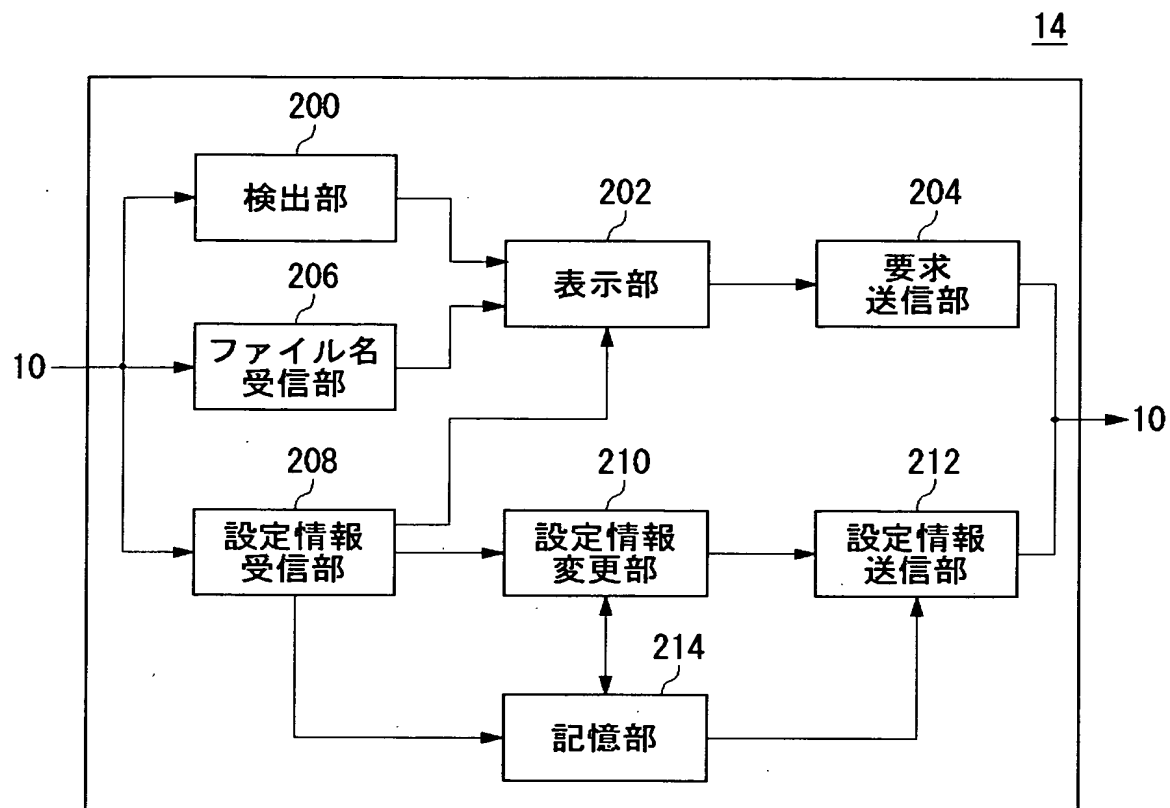 14
200
検出部
202
表示部
204
要求
送信部
206
ファイル名
受信部
10
10
208
設定情報
受信部
210
設定情報
変更部
212
設定情報
送信部
214
記憶部